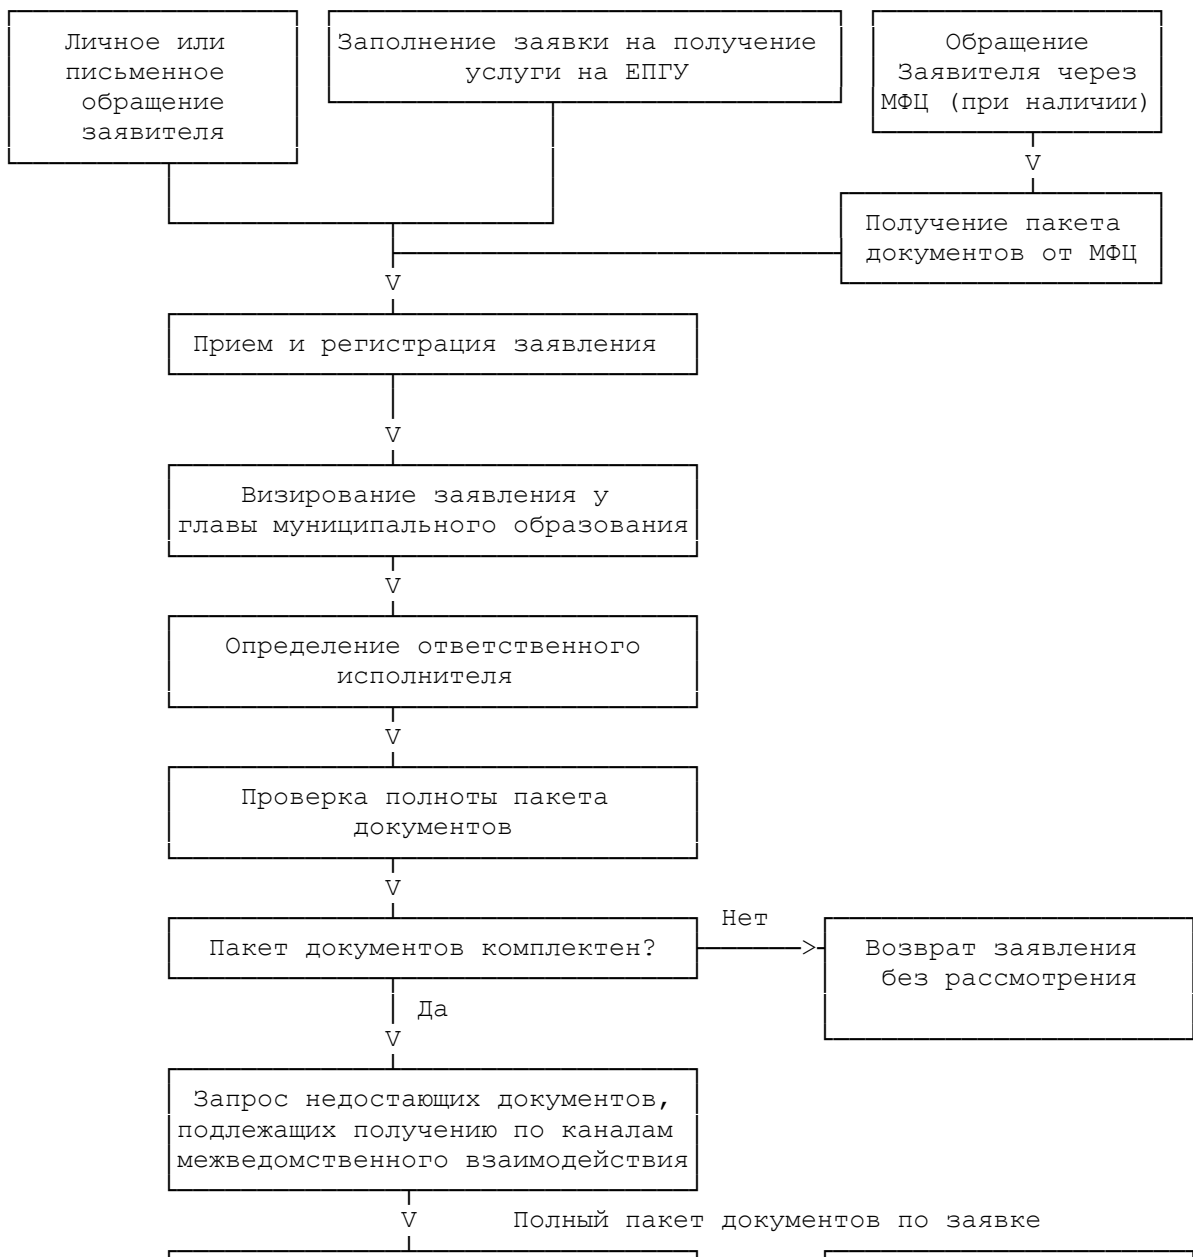 Личное или
письменное
обращение
заявителя
Заполнение заявки на получение
услуги на ЕПГУ
Обращение
Заявителя через
МФЦ (при наличии)
V
Получение пакета
документов от МФЦ
V
Прием и регистрация заявления
V
Визирование заявления у
главы муниципального образования
V
Определение ответственного
исполнителя
V
Проверка полноты пакета
документов
V
Пакет документов комплектен?
Нет
>
Возврат заявления
без рассмотрения
Да
V
Запрос недостающих документов,
подлежащих получению по каналам
межведомственного взаимодействия
V
Полный пакет документов по заявке